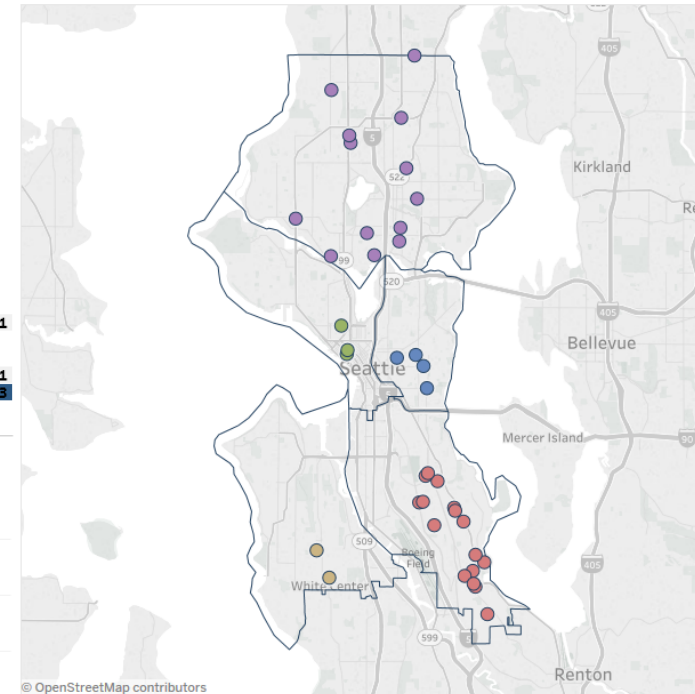 405
5
Kirkland
522
99
520
1
405
Bellevue
1
Seattle
3
Mercer Island
90
509
Boeing
Field
405
White Center
599
5
Renton
© OpenStreetMap contributors